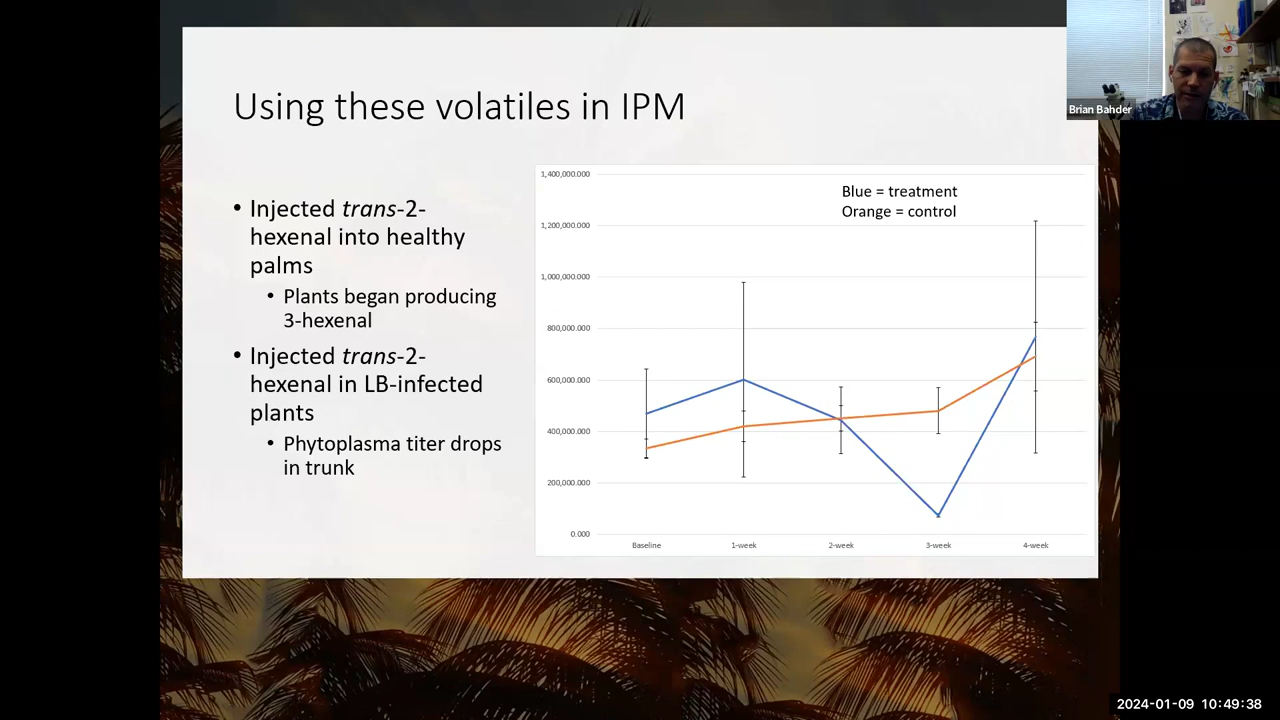 Using these volatiles in IPM
• Injected trans-2-
hexenal into healthy
palms
• Plants began producing
3-hexenal
• Injected trans-2-
hexenal in LB-infected
plants
• Phytoplasma titer drops
in trunk
Blue = treatment
Orange = control
1,400,000.000
1,200,000.000
1,000,000.000
800,000.000
600,000.000
400,000.000
200,000.000
0.000
Baseline 1-week 2-week 3-week 4-week
Brian Bahder
2024-01-09 10:49:38